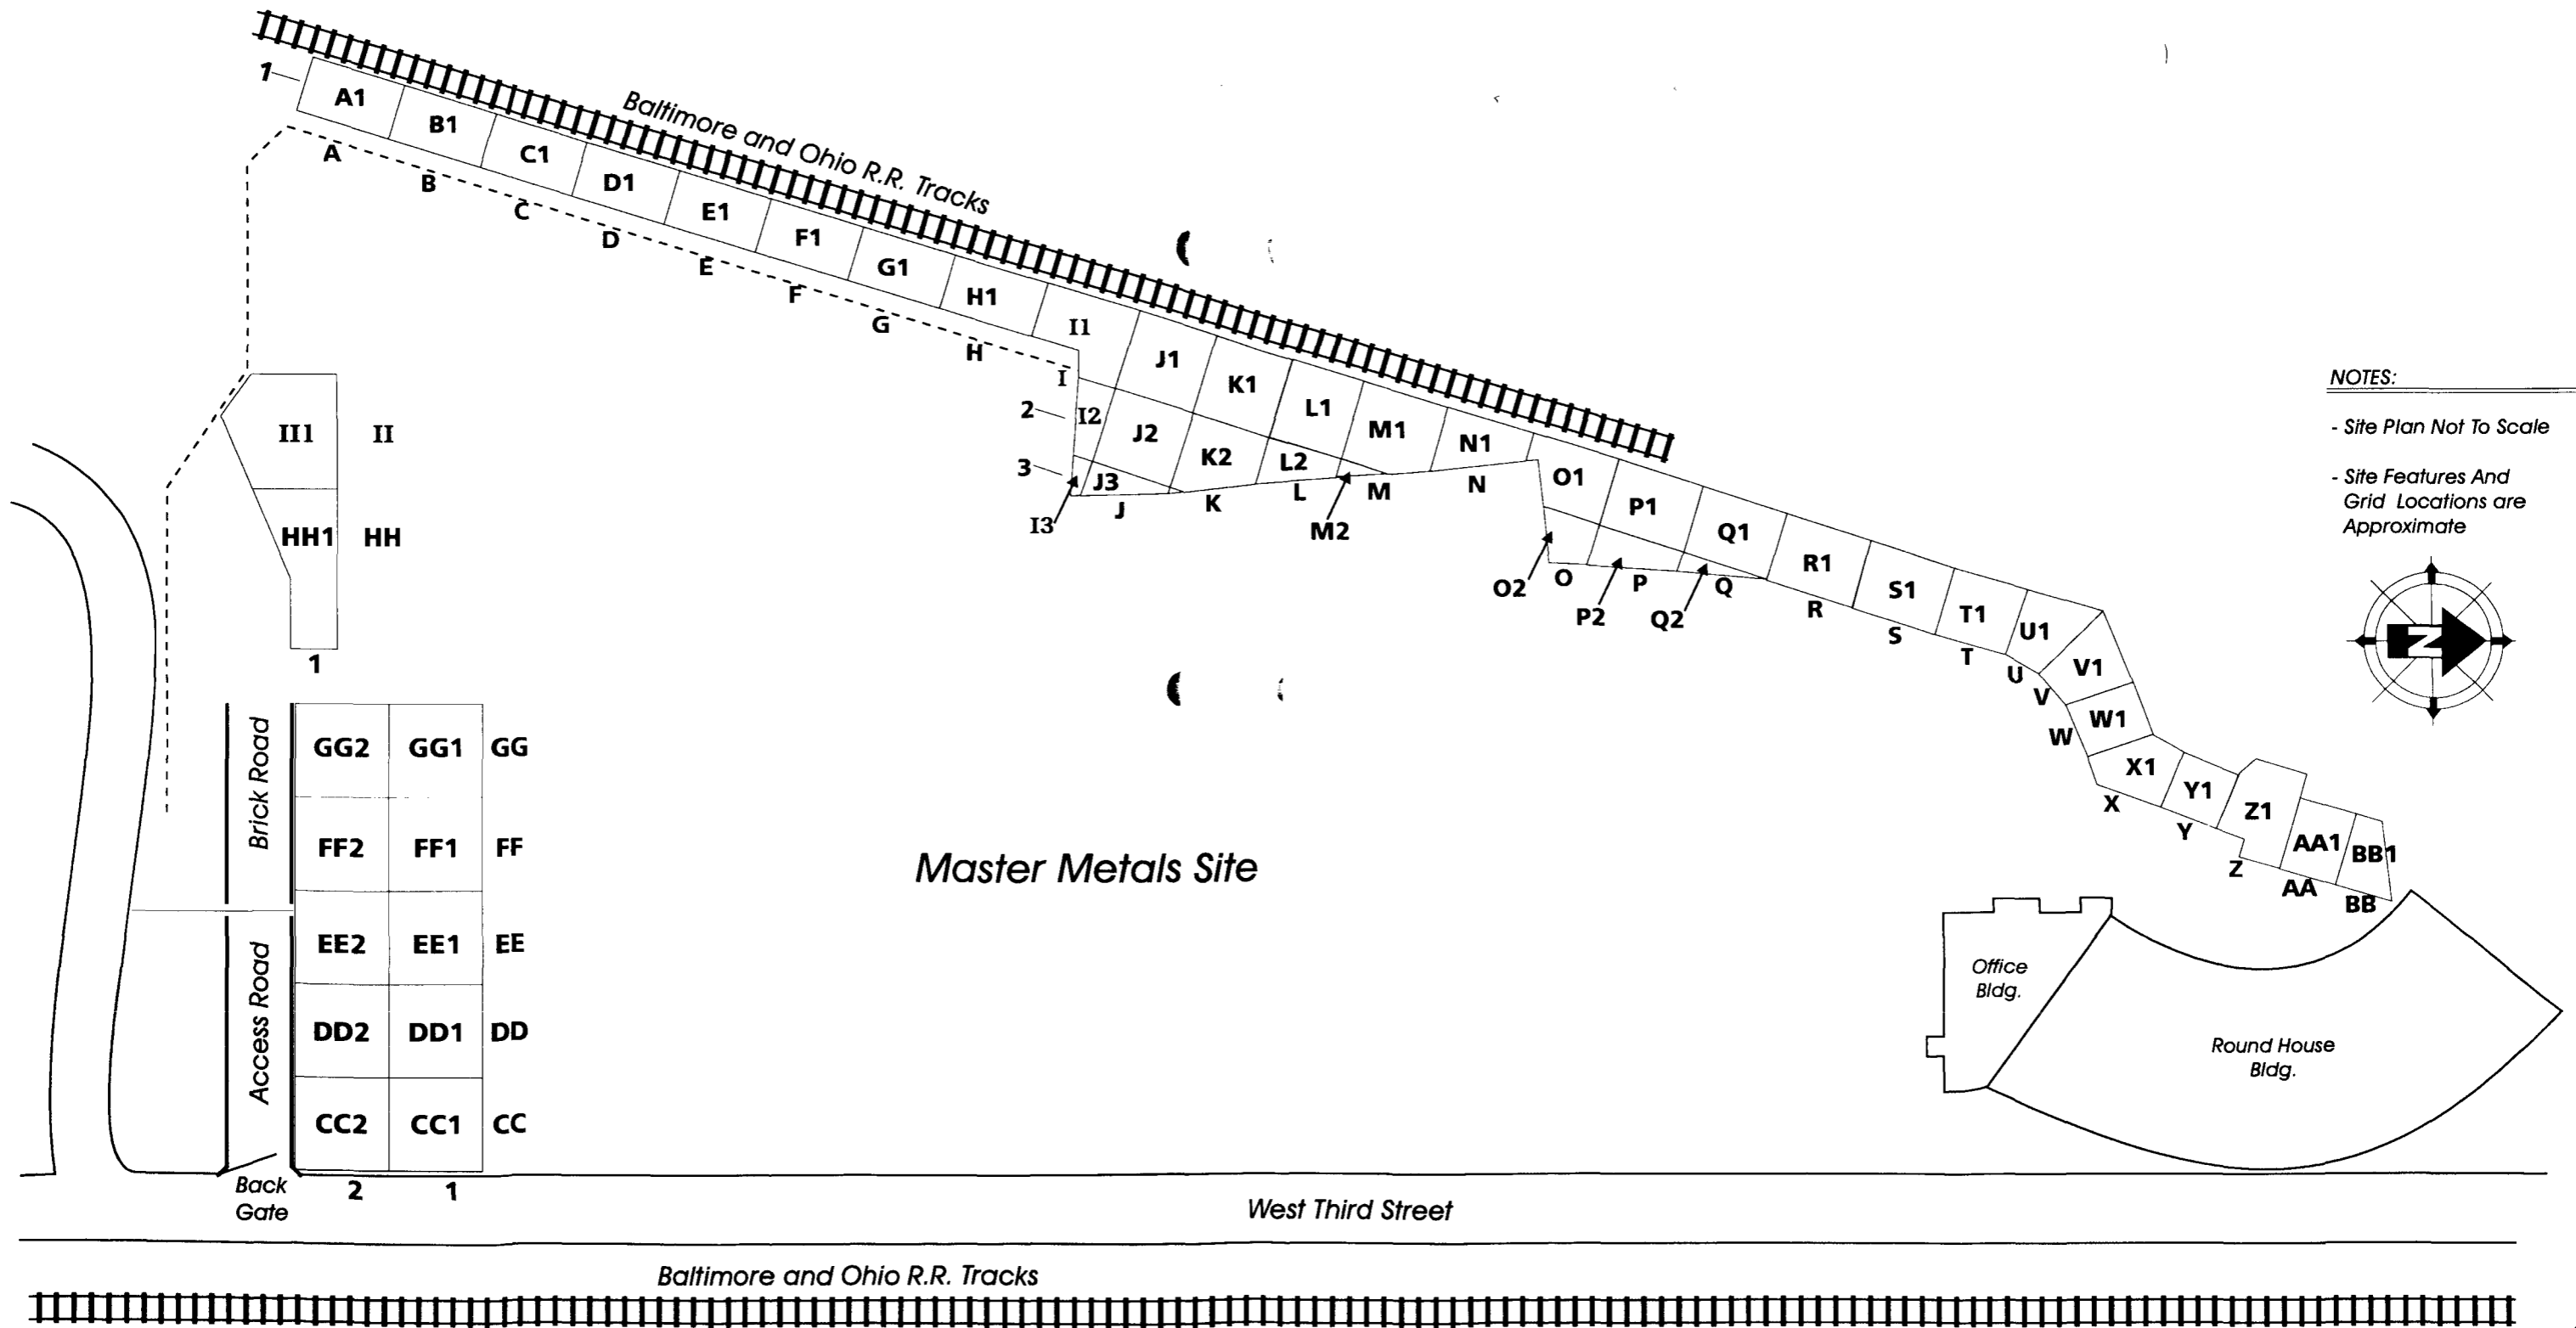 Baltimore and Ohio R.R. Tracks
1
A1
B1
C1
D1
E1
F1
G1
H1
I1
J1
K1
L1
M1
N1
O1
P1
Q1
R1
S1
T1
U1
V1
W1
X1
Y1
Z1
AA1
BB1
A
B
C
D
E
F
G
H
I
2
I2
J2
K2
L2
3
J3
I3
M2
J
K
L
M
N
O2
P2
Q2
O
P
Q
R
S
T
U
V
W
X
Y
Z
AA
BB
NOTES:
- Site Plan Not To Scale
- Site Features And
Grid Locations are
Approximate
N
II1 II
HH1 HH
1
Brick Road
GG2 GG1 GG
FF2 FF1 FF
Master Metals Site
Access Road
EE2 EE1 EE
DD2 DD1 DD
CC2 CC1 CC
Office
Bldg.
Round House
Bldg.
Back
Gate
2 1
West Third Street
Baltimore and Ohio R.R. Tracks